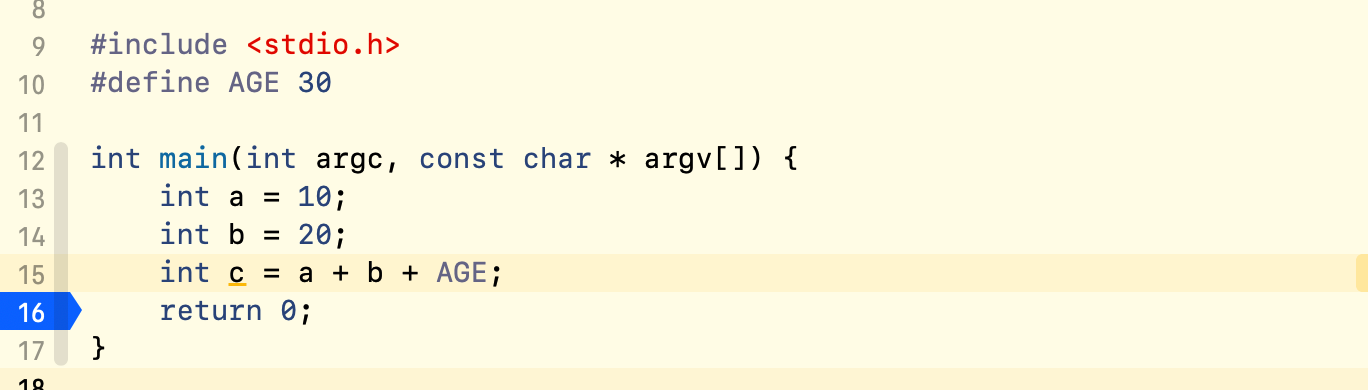 8
9 #include <stdio.h>
10 #define AGE 30
11
12 int main(int argc, const char * argv[]) {
13 int a = 10;
14 int b = 20;
15 int c = a + b + AGE;
16 return 0;
17 }
18